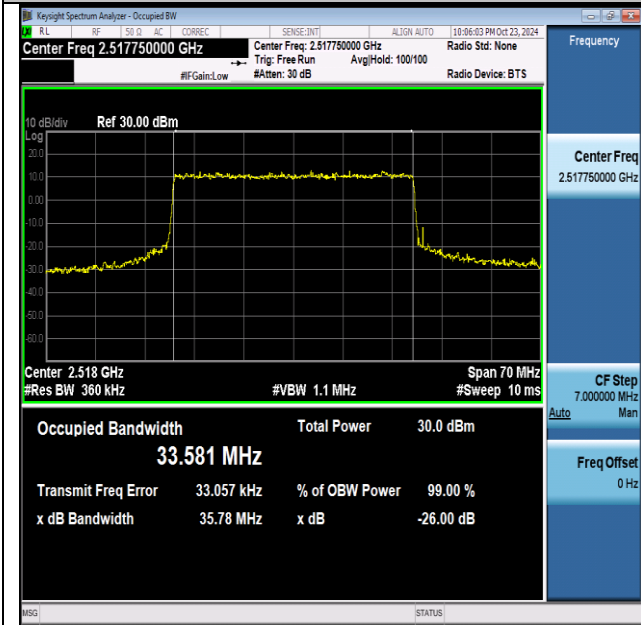 Keysight Spectrum Analyzer - Occupied BW
RL RF 50 Ω AC CORREC SENSE:INT ALIGN AUTO 10:06:03 PM Oct 23, 2024
Center Freq 2.517750000 GHz
Center Freq: 2.517750000 GHz
Radio Std: None
Trig: Free Run Avg|Hold: 100/100
#IFGain:Low
#Atten: 30 dB
Radio Device: BTS
Frequency
10 dB/div Ref 30.00 dBm
Log
20.0
10.0
0.00
-10.0
-20.0
-30.0
-40.0
-50.0
-60.0
Center 2.518 GHz Span 70 MHz
#Res BW 360 kHz #VBW 1.1 MHz #Sweep 10 ms
Center Freq
2.517750000 GHz
CF Step
7.000000 MHz
Auto Man
Freq Offset
0 Hz
Occupied Bandwidth Total Power 30.0 dBm
33.581 MHz
Transmit Freq Error 33.057 kHz % of OBW Power 99.00 %
x dB Bandwidth 35.78 MHz x dB -26.00 dB
MSG STATUS